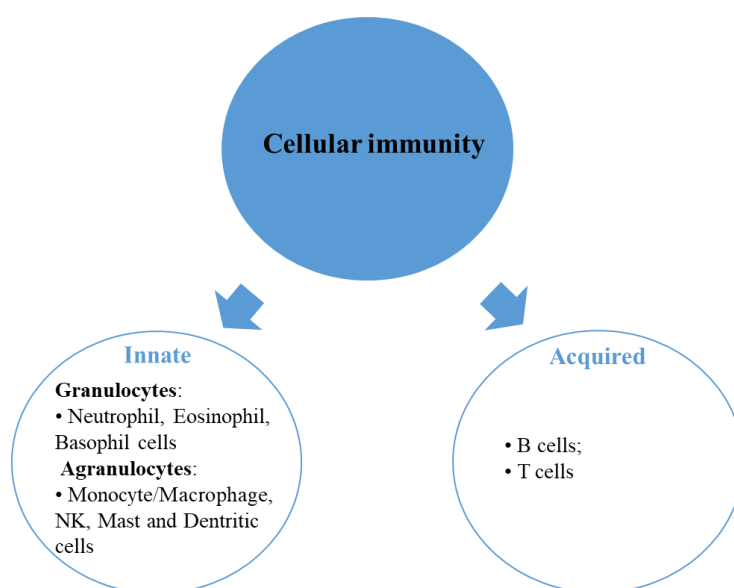 Cellular immunity
Innate
Granulocytes:
• Neutrophil, Eosinophil,
Basophil cells
Agranulocytes:
• Monocyte/Macrophage,
NK, Mast and Dentritic
cells
Acquired
• B cells;
• T cells